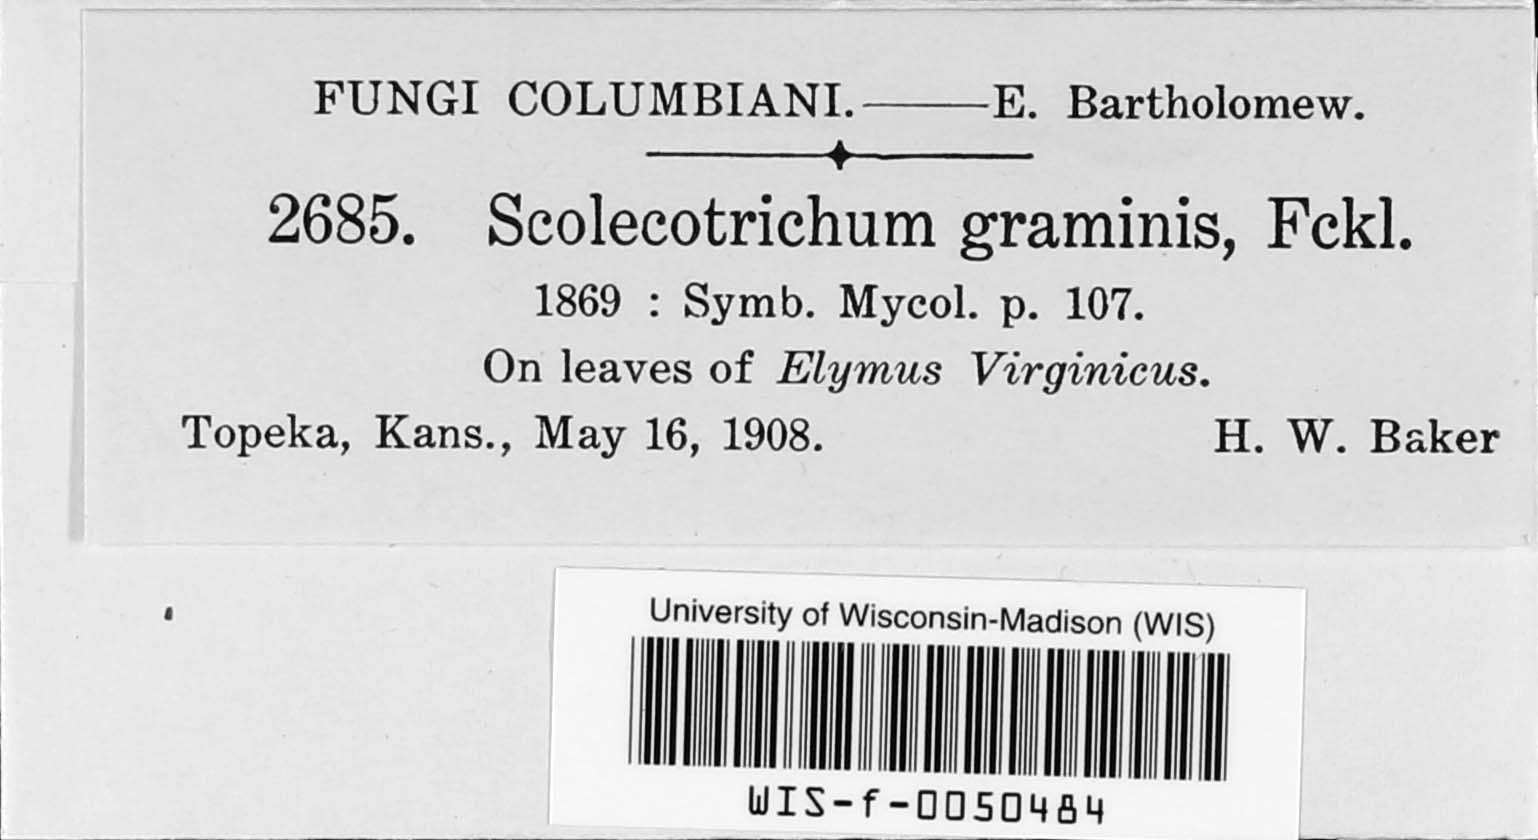 FUNGI COLUMBIANI.——E. Bartholomew.
2685. Scolecotrichum graminis, Fckl.
1869 : Symb. Mycol. p. 107.
On leaves of Elymus Virginicus.
Topeka, Kans., May 16, 1908. H. W. Baker
University of Wisconsin-Madison (WIS)
WIS-f-0050484